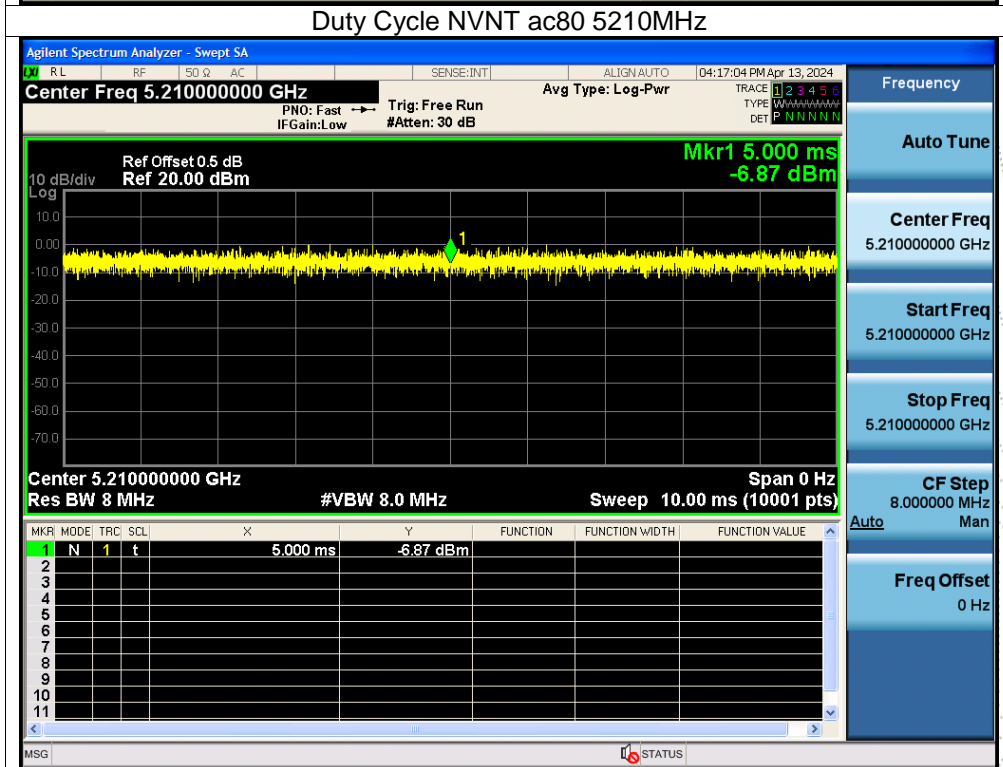 Duty Cycle NVNT ac80 5210MHz
Agilent Spectrum Analyzer - Swept SA
LXI RL RF 50 Ω AC SENSE:INT ALIGN AUTO 04:17:04 PM Apr 13, 2024
Center Freq 5.210000000 GHz
PNO: Fast
IFGain:Low
Trig: Free Run
#Atten: 30 dB
Avg Type: Log-Pwr
TRACE 1 2 3 4 5 6
TYPE
DET P N N N N N
Frequency
Mkr1 5.000 ms
-6.87 dBm
Ref Offset 0.5 dB
10 dB/div Ref 20.00 dBm
Log
10.0
0.00
-10.0
-20.0
-30.0
-40.0
-50.0
-60.0
-70.0
1
Center 5.210000000 GHz Span 0 Hz
Res BW 8 MHz #VBW 8.0 MHz Sweep 10.00 ms (10001 pts)
MKR MODE TRC SCL X Y FUNCTION FUNCTION WIDTH FUNCTION VALUE
1 N 1 t 5.000 ms -6.87 dBm
2
3
4
5
6
7
8
9
10
11
Auto Tune
Center Freq
5.210000000 GHz
Start Freq
5.210000000 GHz
Stop Freq
5.210000000 GHz
CF Step
8.000000 MHz
Auto Man
Freq Offset
0 Hz
MSG STATUS